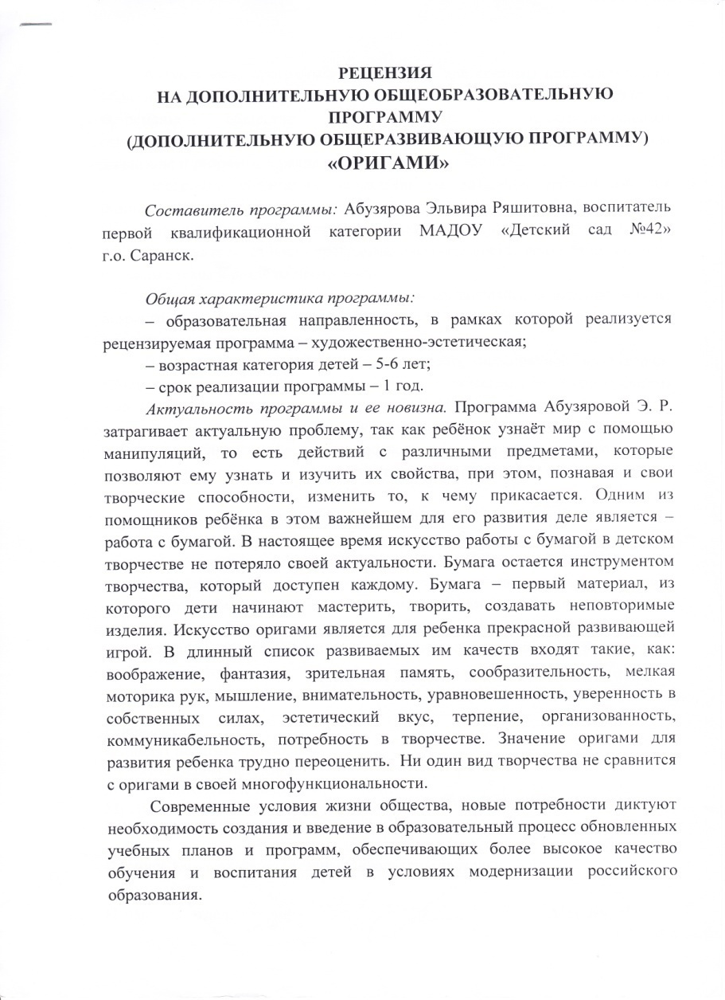 РЕЦЕНЗИЯ
НА ДОПОЛНИТЕЛЬНУЮ ОБЩЕОБРАЗОВАТЕЛЬНУЮ
ПРОГРАММУ
(ДОПОЛНИТЕЛЬНУЮ ОБЩЕРАЗВИВАЮЩУЮ ПРОГРАММУ)
«ОРИГАМИ»
Составитель программы: Абузярова Эльвира Ряшитовна, воспитатель
первой квалификационной категории МАДОУ «Детский сад №42»
г.о. Саранск.
Общая характеристика программы:
– образовательная направленность, в рамках которой реализуется
рецензируемая программа – художественно-эстетическая;
– возрастная категория детей – 5-6 лет;
– срок реализации программы – 1 год.
Актуальность программы и ее новизна. Программа Абузяровой Э. Р.
затрагивает актуальную проблему, так как ребёнок узнаёт мир с помощью
манипуляций, то есть действий с различными предметами, которые
позволяют ему узнать и изучить их свойства, при этом, познавая и свои
творческие способности, изменить то, к чему прикасается. Одним из
помощников ребёнка в этом важнейшем для его развития деле является –
работа с бумагой. В настоящее время искусство работы с бумагой в детском
творчестве не потеряло своей актуальности. Бумага остается инструментом
творчества, который доступен каждому. Бумага – первый материал, из
которого дети начинают мастерить, творить, создавать неповторимые
изделия. Искусство оригами является для ребенка прекрасной развивающей
игрой. В длинный список развиваемых им качеств входят такие, как:
воображение, фантазия, зрительная память, сообразительность, мелкая
моторика рук, мышление, внимательность, уравновешенность, уверенность в
собственных силах, эстетический вкус, терпение, организованность,
коммуникабельность, потребность в творчестве. Значение оригами для
развития ребенка трудно переоценить. Ни один вид творчества не сравнится
с оригами в своей многофункциональности.
Современные условия жизни общества, новые потребности диктуют
необходимость создания и введение в образовательный процесс обновленных
учебных планов и программ, обеспечивающих более высокое качество
обучения и воспитания детей в условиях модернизации российского
образования.